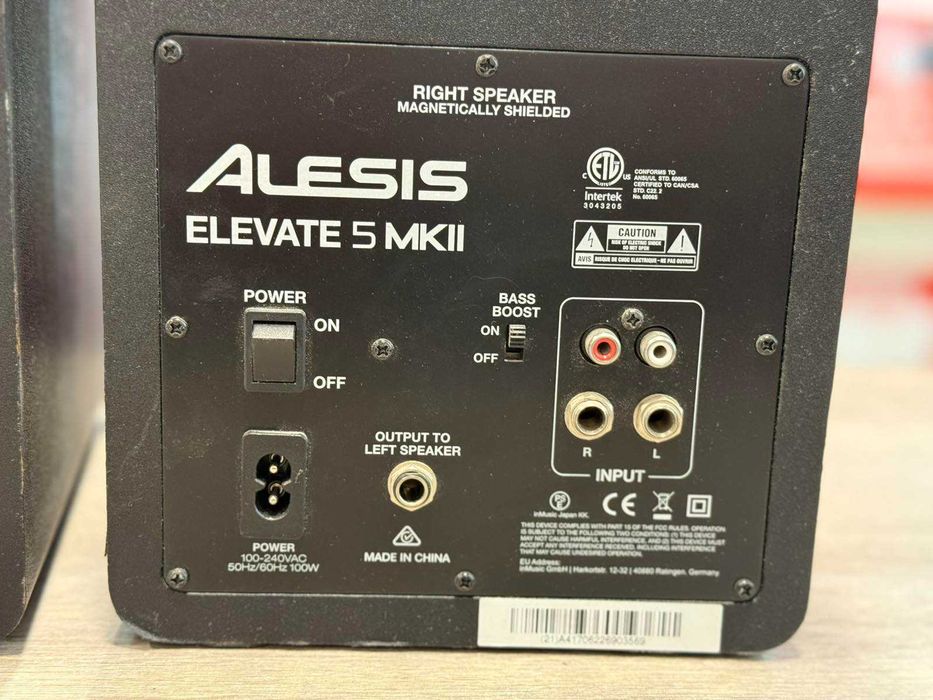 RIGHT SPEAKER
MAGNETICALLY SHIELDED
ALESIS
ELEVATE 5 MKII
ETL
C US
LISTED
Intertek
3043205
CONFORMS TO
ANSI/UL STD. 60065
CERTIFIED TO CAN/CSA
STD. C22. 2
No. 60065
CAUTION
RISK OF ELECTRIC SHOCK
DO NOT OPEN
AVIS RISQUE DE CHOC ELECTRIQUE - NE PAS OUVRIR
POWER
ON
OFF
BASS
BOOST
ON
OFF
R L
INPUT
OUTPUT TO
LEFT SPEAKER
POWER
100-240VAC
50Hz/60Hz 100W
MADE IN CHINA
PS
E
inMusic Japan KK.
CE
THIS DEVICE COMPLIES WITH PART 15 OF THE FCC RULES. OPERATION
IS SUBJECT TO THE FOLLOWING TWO CONDITIONS: (1) THIS DEVICE
MAY NOT CAUSE HARMFUL INTERFERENCE, AND (2) THIS DEVICE MUST
ACCEPT ANY INTERFERENCE RECEIVED, INCLUDING INTERFERENCE
THAT MAY CAUSE UNDESIRED OPERATION.
EU Address:
inMusic GmbH | Harkortstr. 12-32 | 40880 Ratingen, Germany
(21)A41706226903569